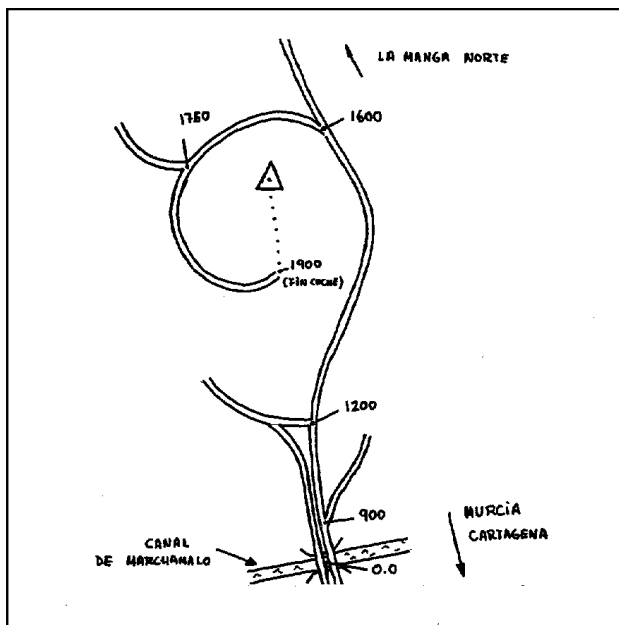 LA MANGA NORTE
1750
1600
1900
(FIN COCHE)
1200
900
MURCIA
CARTAGENA
CANAL
DE MARCHAMALO
0.0